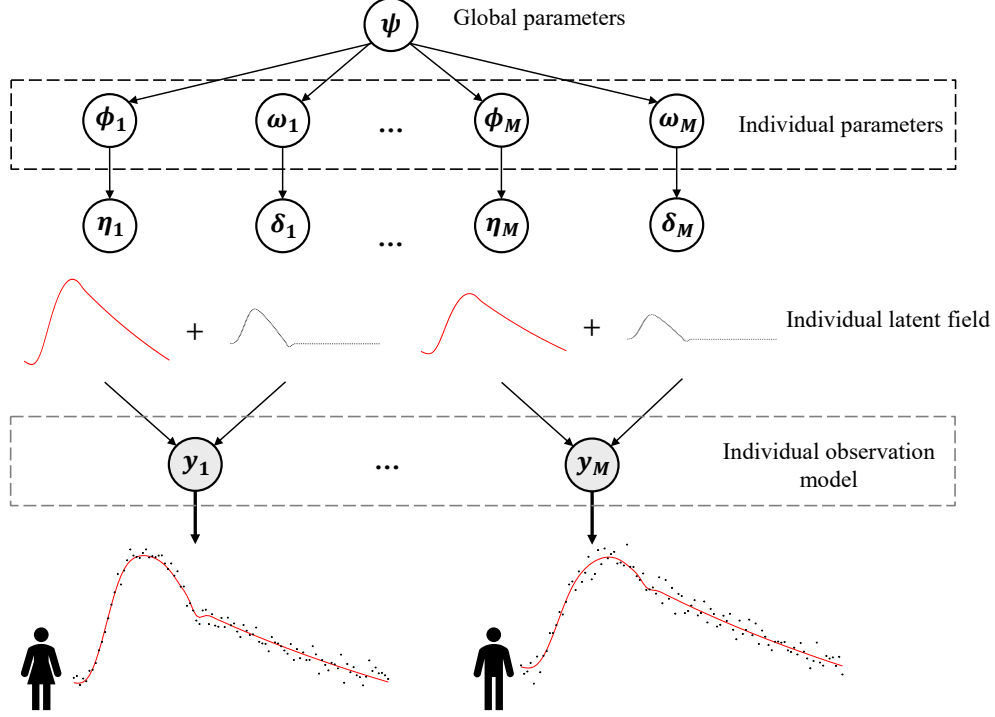 ψ Global parameters
ϕ₁ ω₁ ... ϕ_M ω_M Individual parameters
η₁ δ₁ ... η_M δ_M
+ + Individual latent field
y₁ ... y_M Individual observation
model